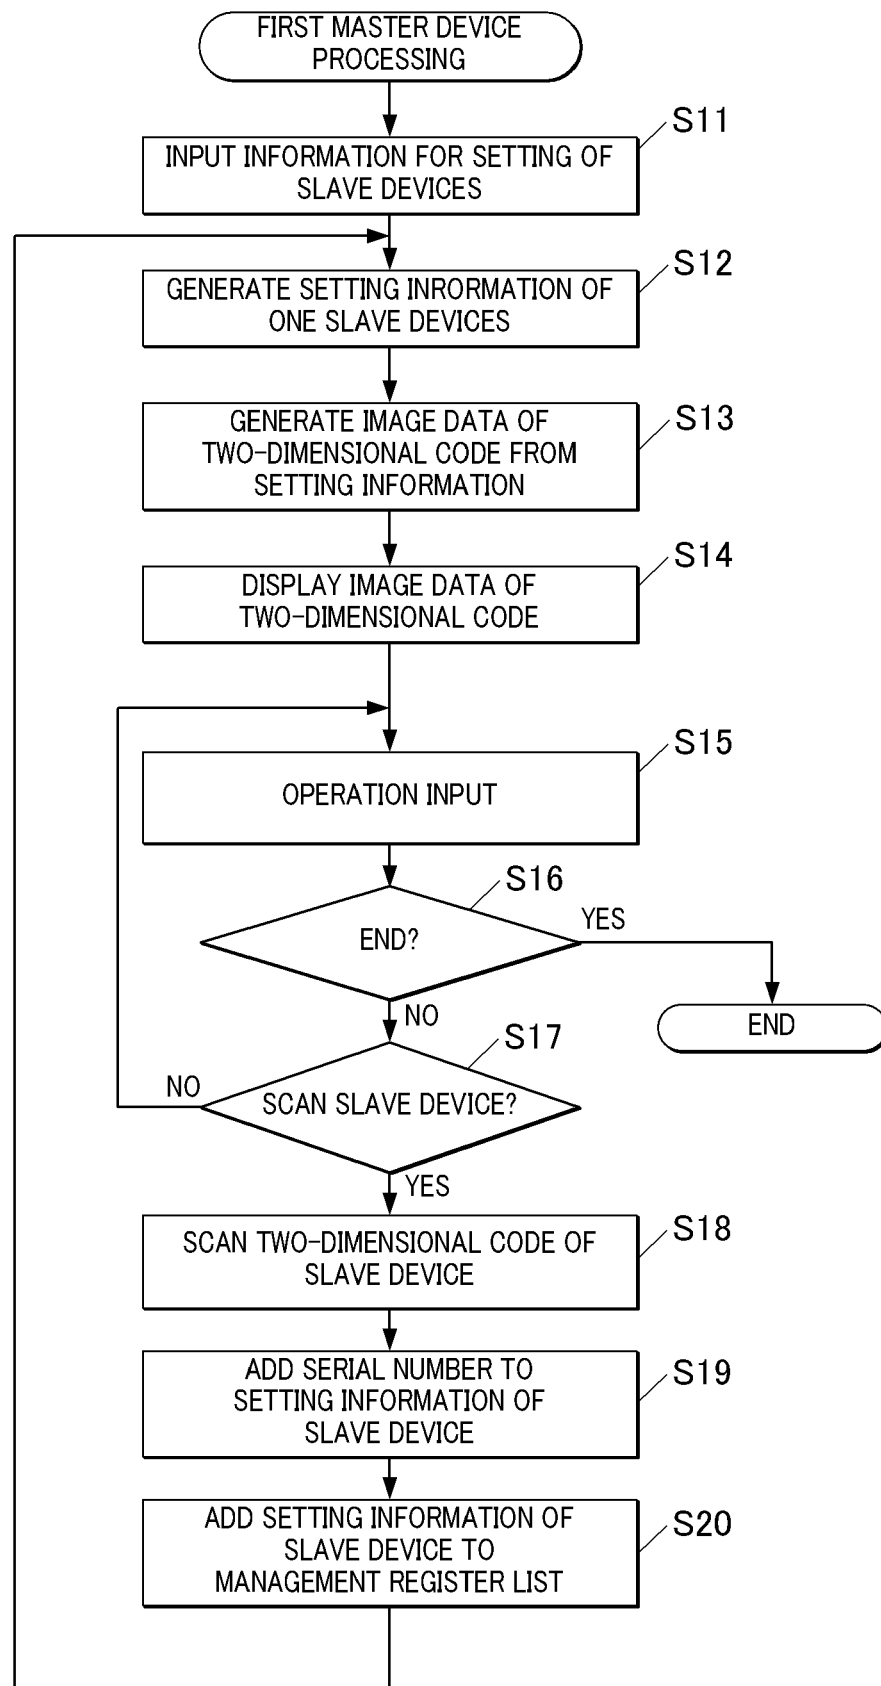 FIRST MASTER DEVICE
PROCESSING
S11
INPUT INFORMATION FOR SETTING OF
SLAVE DEVICES
S12
GENERATE SETTING INRORMATION OF
ONE SLAVE DEVICES
S13
GENERATE IMAGE DATA OF
TWO-DIMENSIONAL CODE FROM
SETTING INFORMATION
S14
DISPLAY IMAGE DATA OF
TWO-DIMENSIONAL CODE
S15
OPERATION INPUT
S16
END?
YES
NO
END
S17
SCAN SLAVE DEVICE?
NO
YES
S18
SCAN TWO-DIMENSIONAL CODE OF
SLAVE DEVICE
S19
ADD SERIAL NUMBER TO
SETTING INFORMATION OF
SLAVE DEVICE
S20
ADD SETTING INFORMATION OF
SLAVE DEVICE TO
MANAGEMENT REGISTER LIST